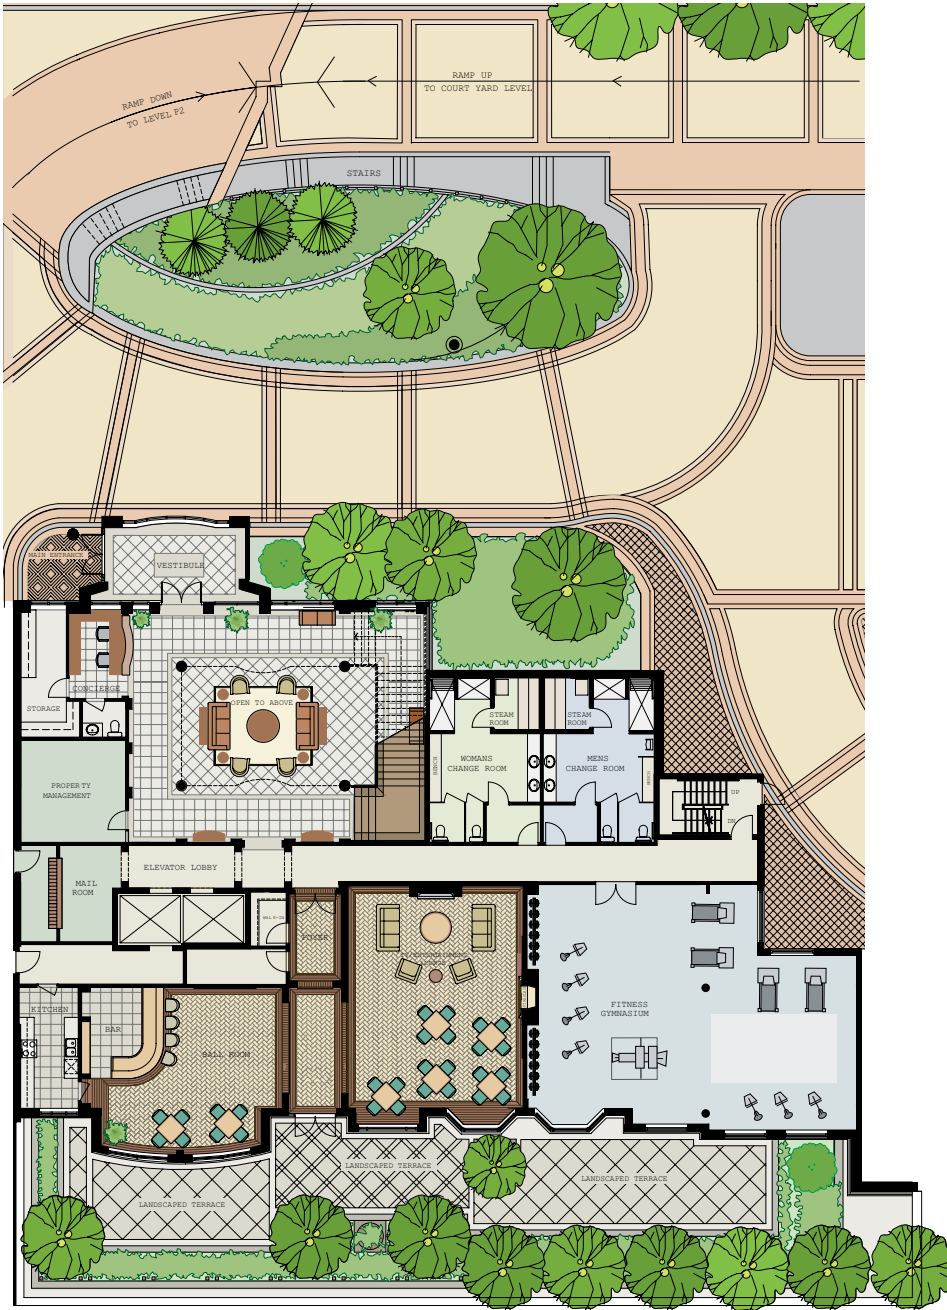 RAMP UP
TO COURT YARD LEVEL
RAMP DOWN
TO LEVEL P2
STAIRS
MAIN ENTRANCE
VESTIBULE
CONCIERGE
STORAGE
OPEN TO ABOVE
STEAM
ROOM
STEAM
ROOM
WOMANS
CHANGE ROOM
MENS
CHANGE ROOM
BENCH
BENCH
PROPERTY
MANAGEMENT
UP
DN
ELEVATOR LOBBY
MAIL
ROOM
FOYER
FITNESS
GYMNASIUM
KITCHEN
BAR
BALL ROOM
LANDSCAPED TERRACE
LANDSCAPED TERRACE
LANDSCAPED TERRACE